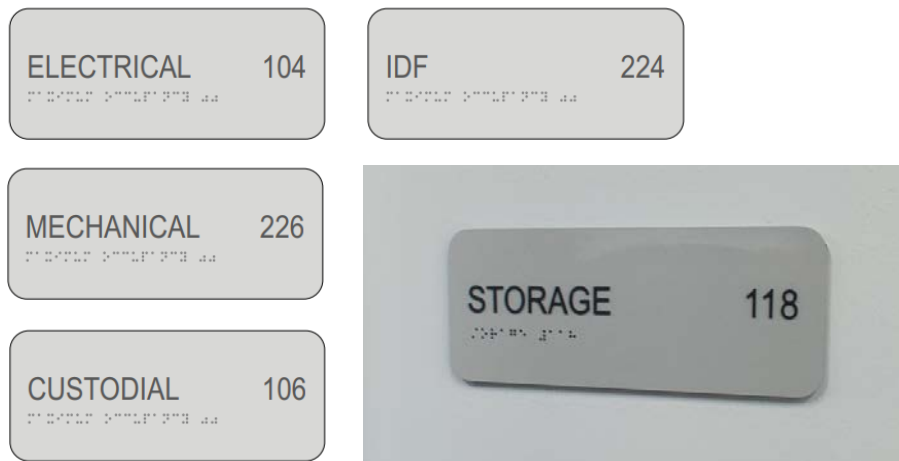 ELECTRICAL 104
IDF 224
MECHANICAL 226
STORAGE 118
CUSTODIAL 106